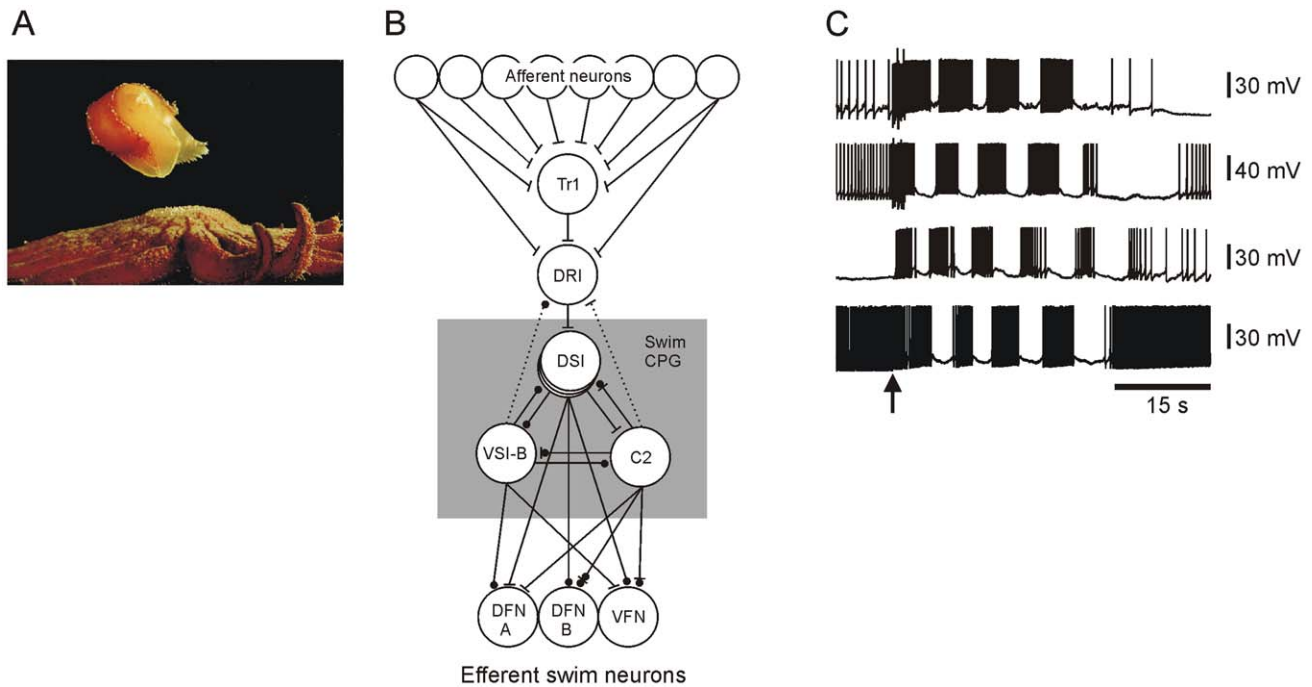 A
B
C
Afferent neurons
Tr1
DRI
Swim
CPG
DSI
VSI-B
C2
DFN
A
DFN
B
VFN
Efferent swim neurons
30 mV
40 mV
30 mV
30 mV
15 s